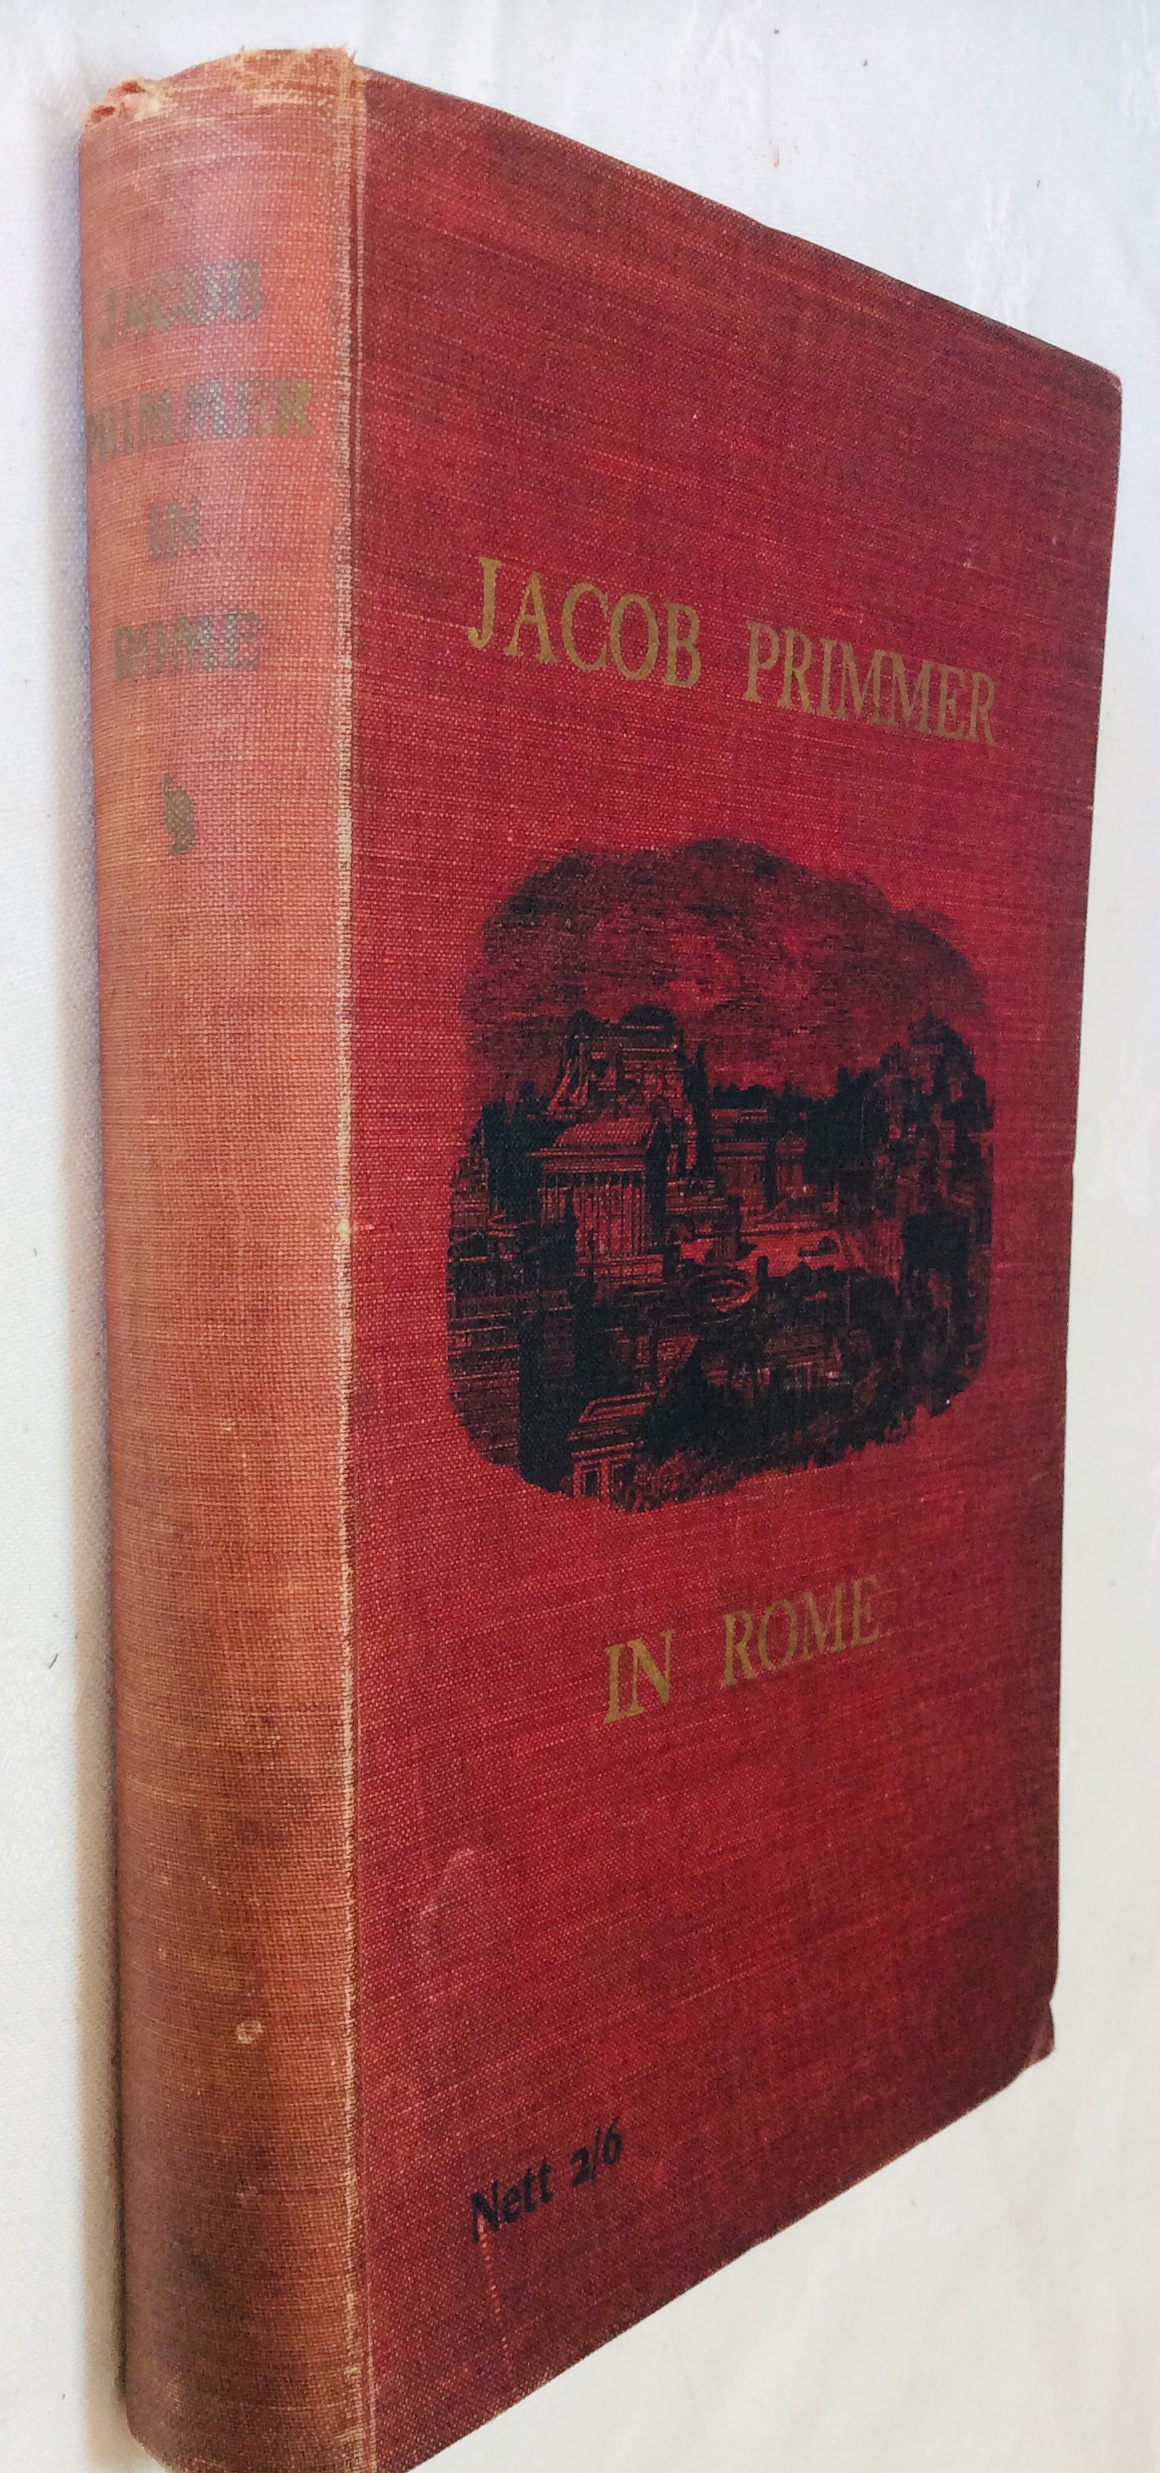 JACOB
PRIMMER
IN
ROME
JACOB PRIMMER
IN ROME
Nett 2/6